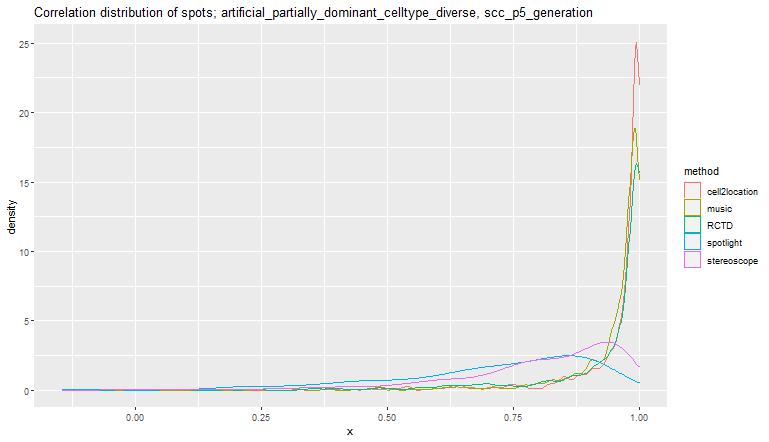 Correlation distribution of spots; artificial_partially_dominant_celltype_diverse, scc_p5_generation
25
20
15
10
5
0
density
0.00 0.25 0.50 0.75 1.00
x
method
cell2location
music
RCTD
spotlight
stereoscope